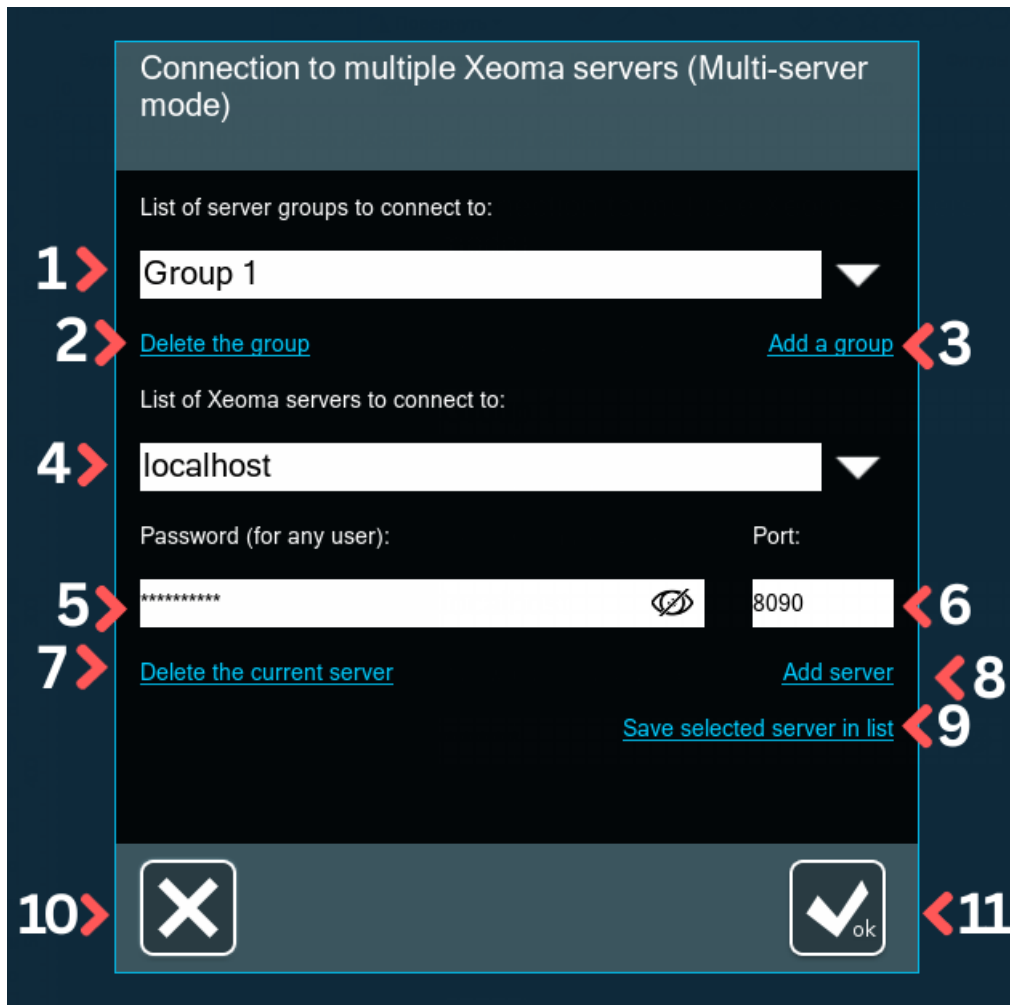 Connection to multiple Xeoma servers (Multi-server
mode)
List of server groups to connect to:
1 Group 1
2 Delete the group Add a group 3
List of Xeoma servers to connect to:
4 localhost
Password (for any user): Port:
5 ********** 8090 6
7 Delete the current server Add server 8
Save selected server in list 9
10 ok 11